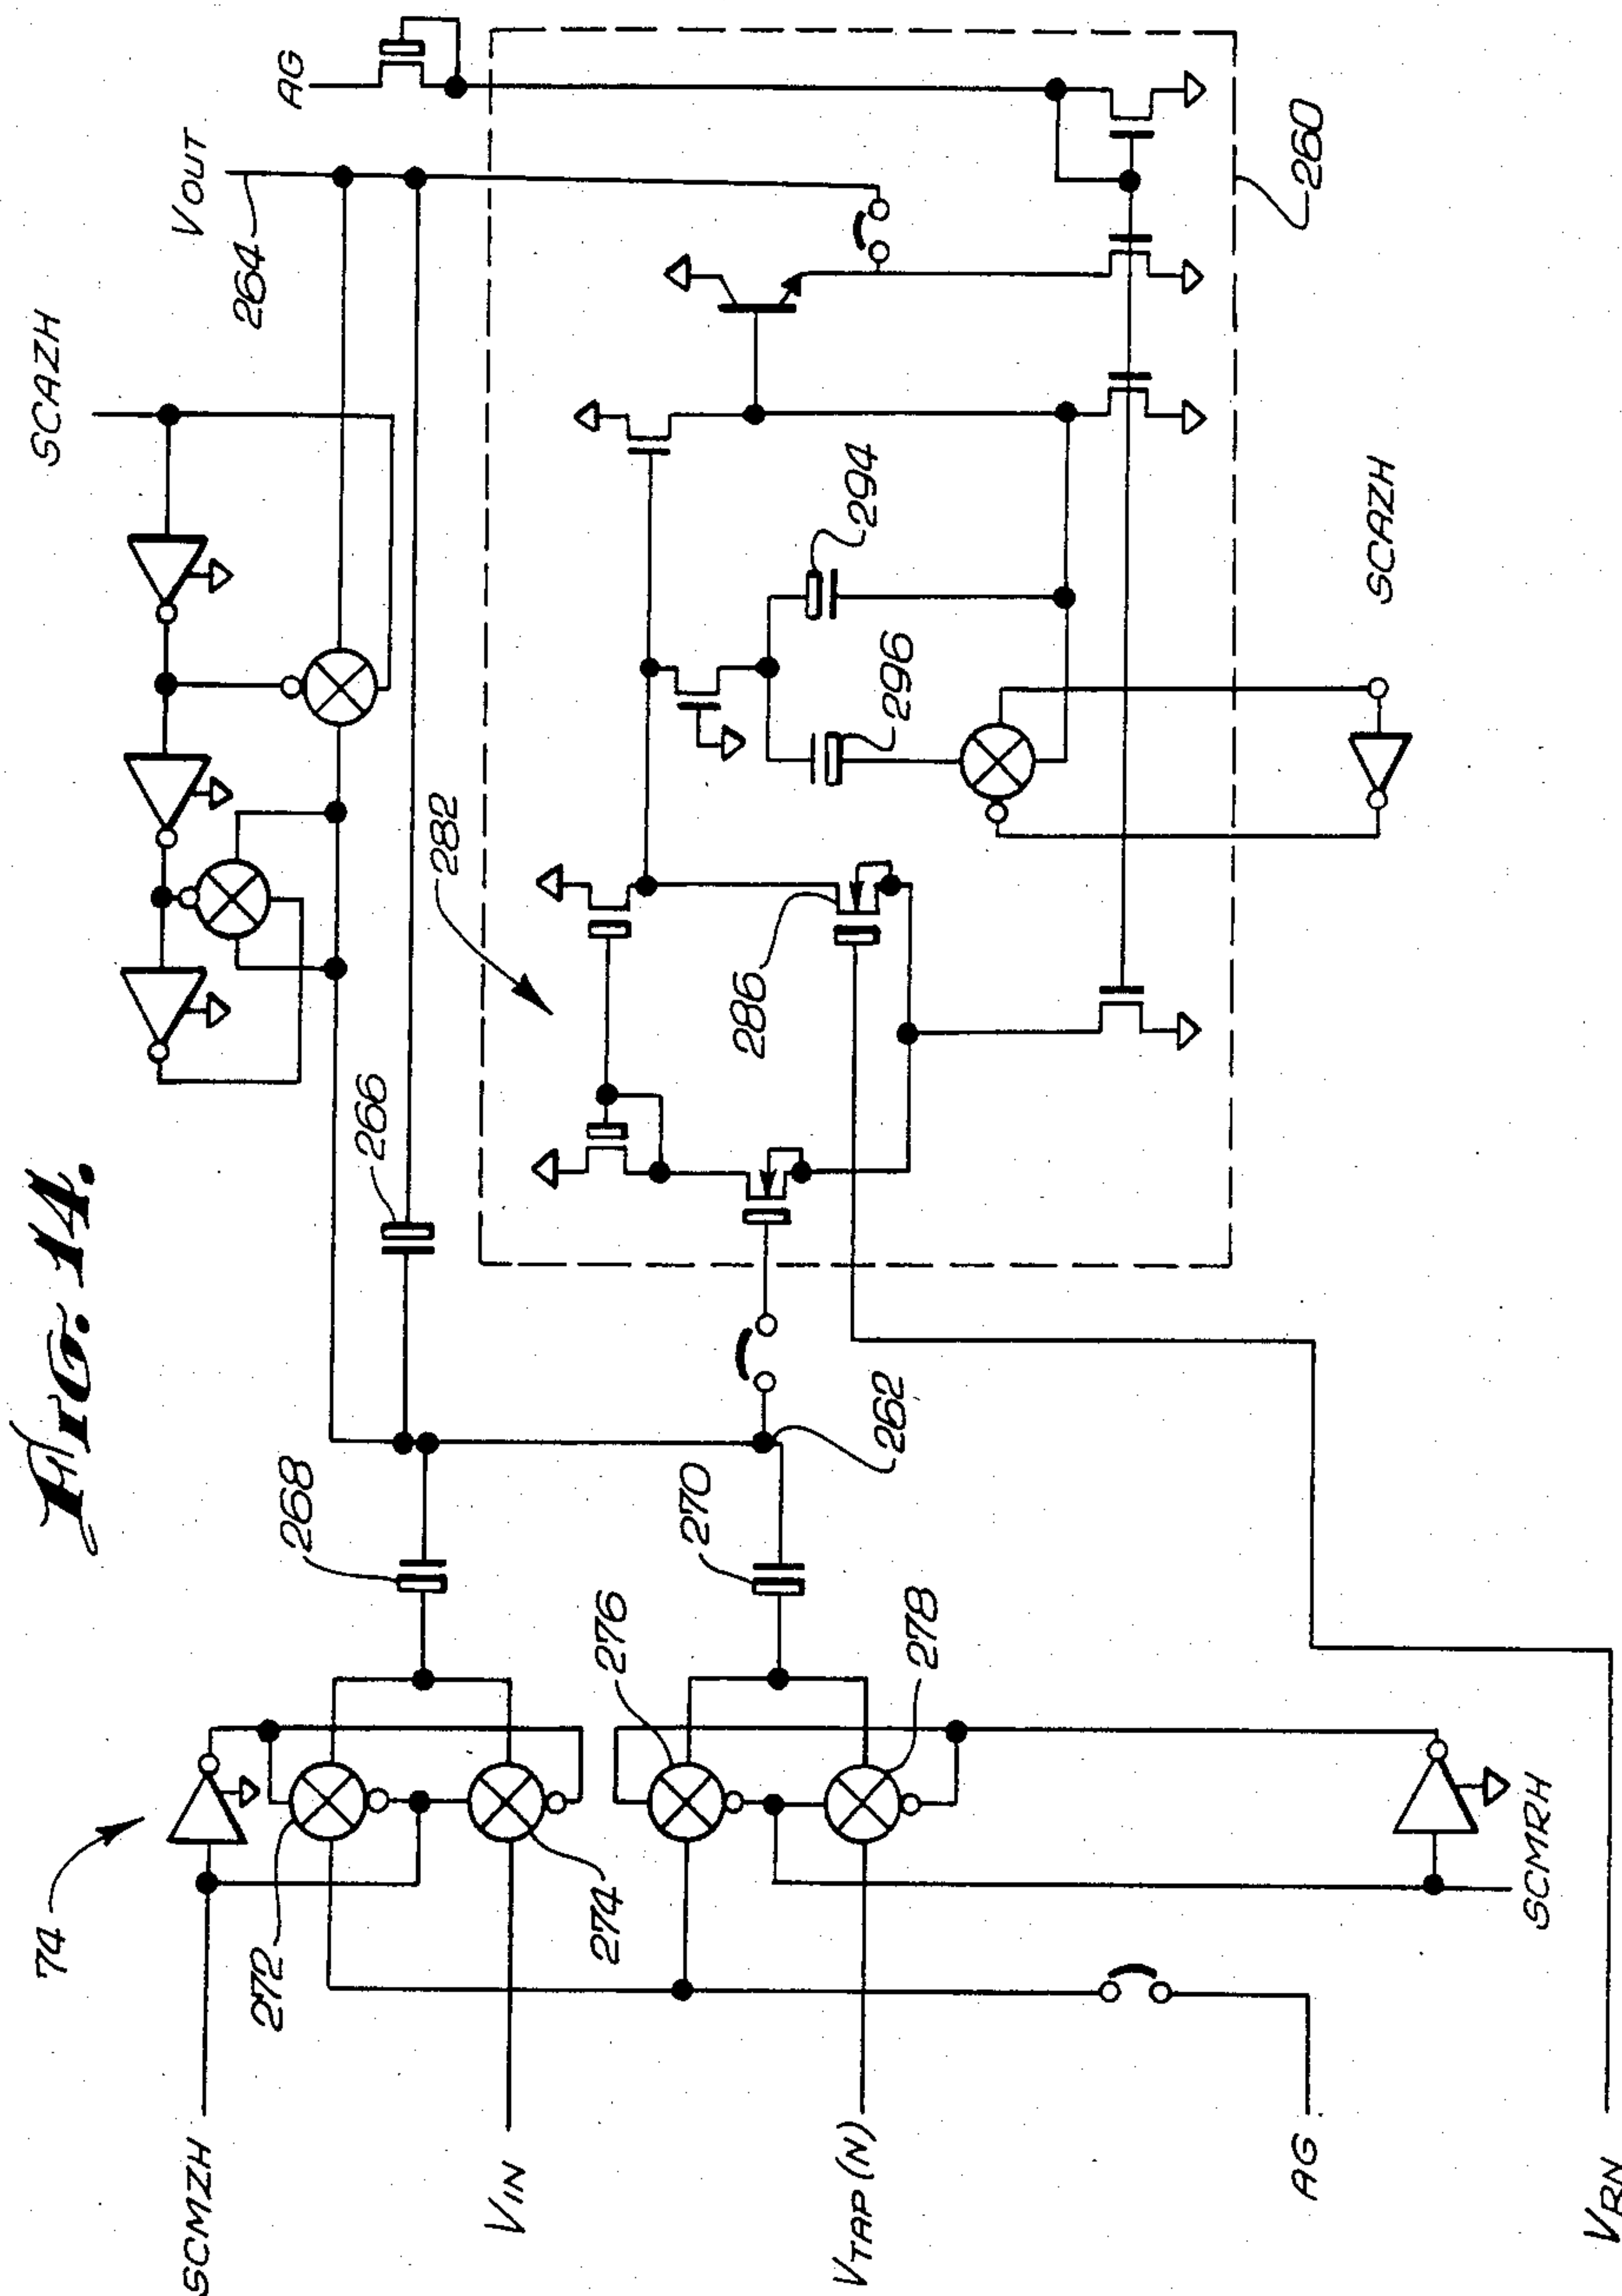 FIG. 14.
74
SCMZH
272
274
VIN
276
278
VTAP (N)
AG
SCMRH
VRN
268
270
262
266
282
286
296
294
SCAZH
264
VOUT
AG
SCAZH
260